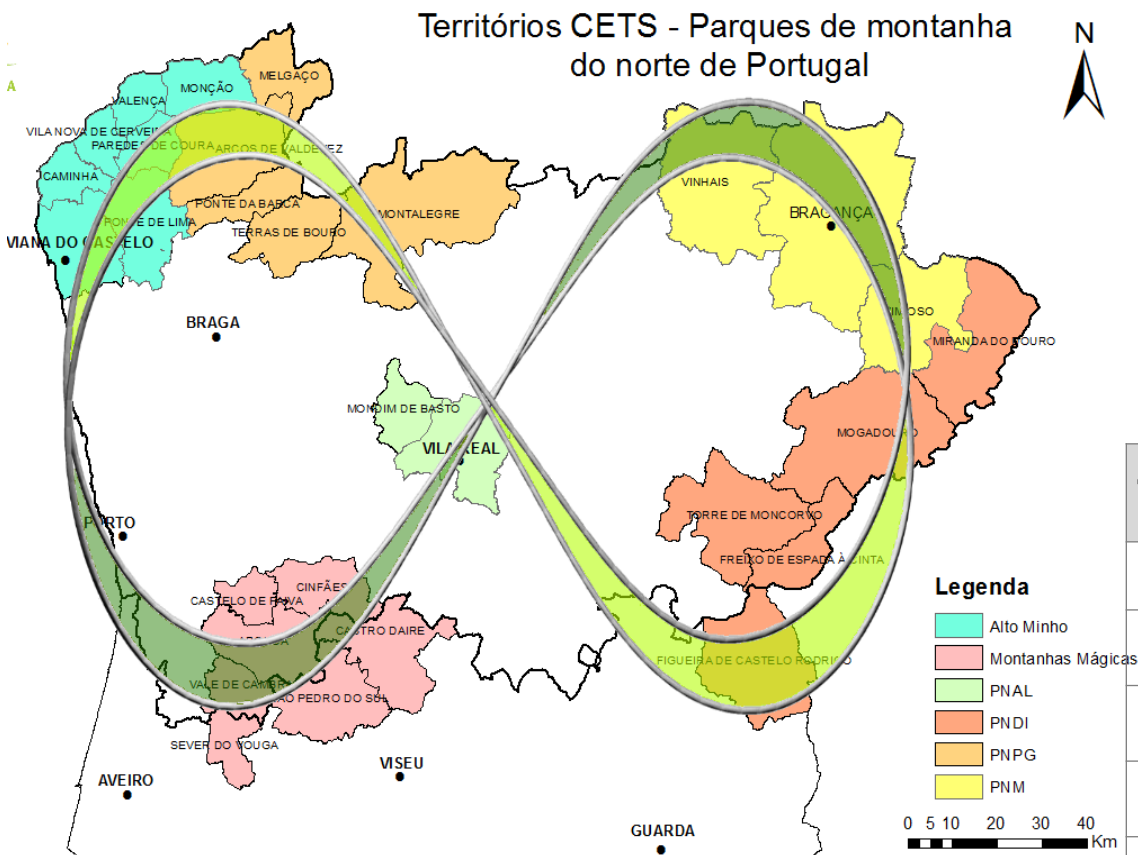 Territórios CETS - Parques de montanha
do norte de Portugal
N
A
MELGAÇO
MONÇÃO
VALENÇA
VILA NOVA DE CERVEIRA
PAREDES DE COURA
ARCOS DE VALDEVEZ
CAMINHA
VINHAIS
PONTE DA BARCA
MONTALEGRE
BRAGANÇA
PONTE DE LIMA
TERRAS DE BOURO
VIANA DO CASTELO
VIMIOSO
BRAGA
MIRANDA DO DOURO
MONDIM DE BASTO
MOGADOURO
VILA REAL
TORRE DE MONCORVO
PORTO
FREIXO DE ESPADA À CINTA
CINFÃES
CASTELO DE PAIVA
CASTRO DAIRE
AROUCA
FIGUEIRA DE CASTELO RODRIGO
VALE DE CAMBRA
SÃO PEDRO DO SUL
SEVER DO VOUGA
VISEU
AVEIRO
GUARDA
Legenda
Alto Minho
Montanhas Mágicas
PNAL
PNDI
PNPG
PNM
0 5 10 20 30 40
Km